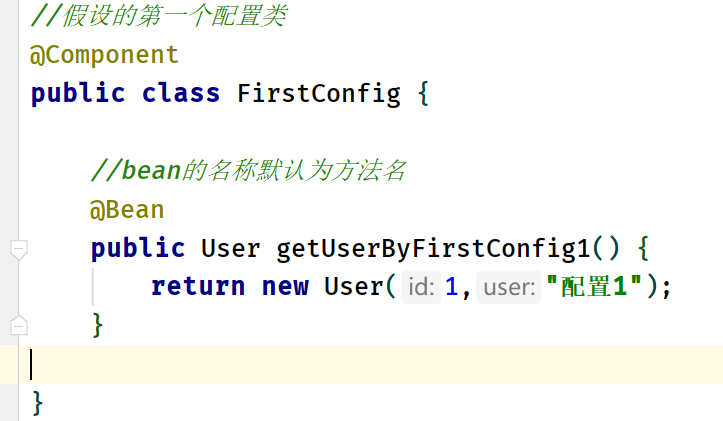 //假设的第一个配置类
@Component
public class FirstConfig {
//bean的名称默认为方法名
@Bean
public User getUserByFirstConfig1() {
return new User( id: 1, user: "配置1");
}
}